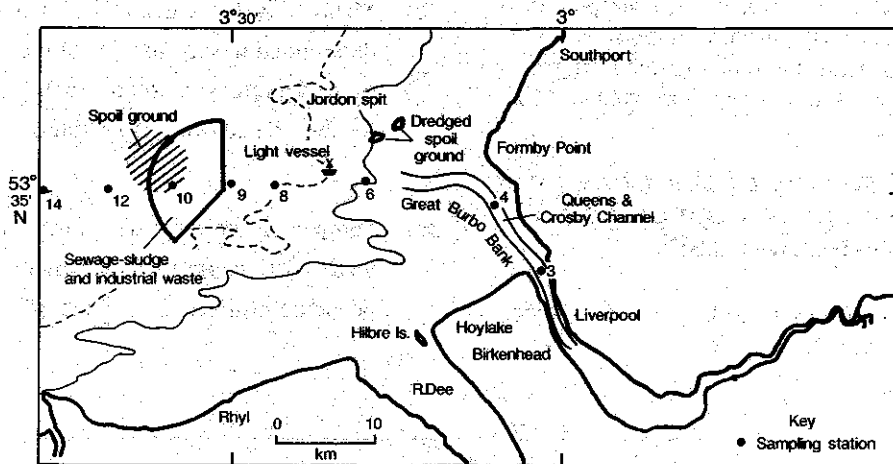 3° 30'
3°
Southport
Spoil ground
Jordon spit
Dredged
spoil
ground
Formby Point
Light vessel
53°
35'
N
14
12
10
9
8
6
4
Great Burbo Bank
Queens &
Crosby Channel
Sewage-sludge
and industrial waste
3
Liverpool
Hilbre Is.
Hoylake
Birkenhead
R.Dee
Rhyl
0 10
km
Key
Sampling station